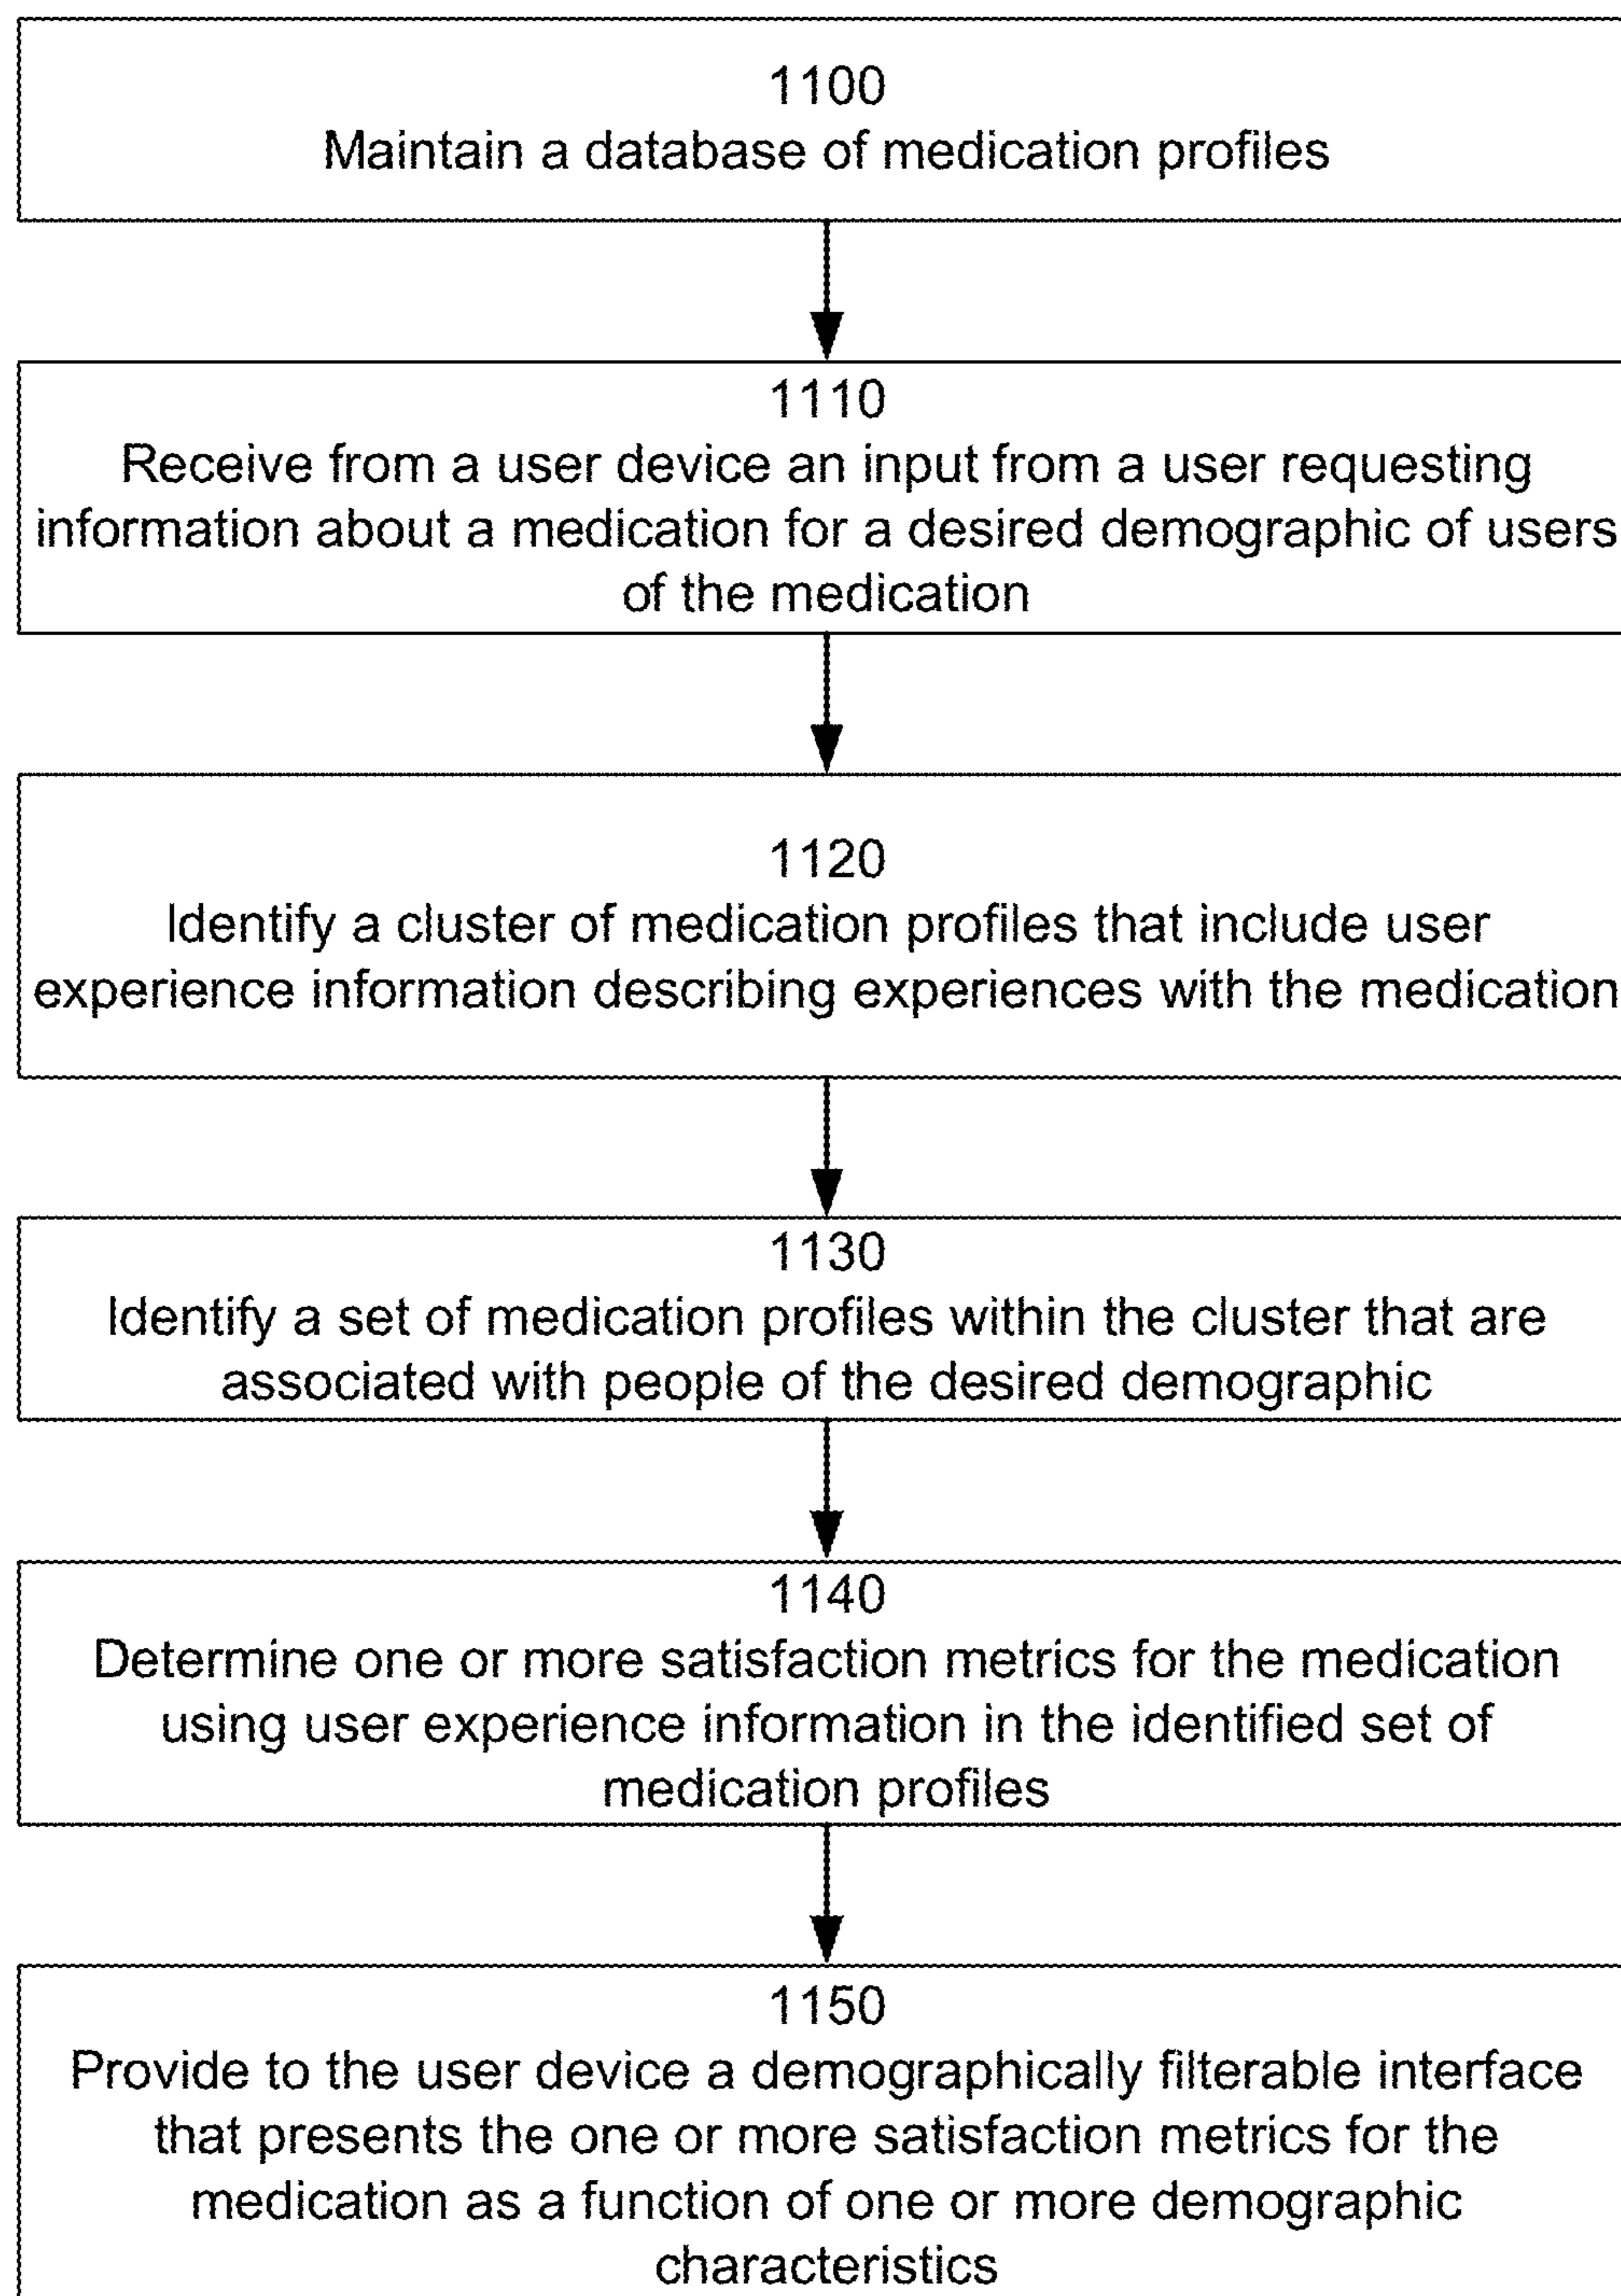 1100
Maintain a database of medication profiles
1110
Receive from a user device an input from a user requesting
information about a medication for a desired demographic of users
of the medication
1120
Identify a cluster of medication profiles that include user
experience information describing experiences with the medication
1130
Identify a set of medication profiles within the cluster that are
associated with people of the desired demographic
1140
Determine one or more satisfaction metrics for the medication
using user experience information in the identified set of
medication profiles
1150
Provide to the user device a demographically filterable interface
that presents the one or more satisfaction metrics for the
medication as a function of one or more demographic
characteristics